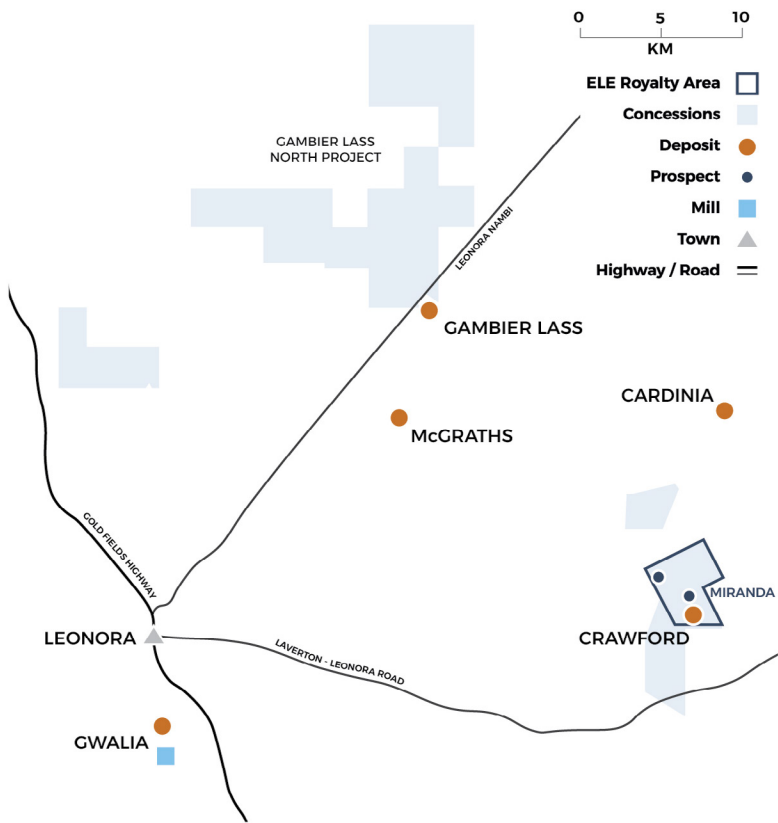 0 5 10
KM
ELE Royalty Area
Concessions
Deposit
Prospect
Mill
Town
Highway / Road
GAMBIER LASS
NORTH PROJECT
LEONORA NAMBI
GAMBIER LASS
CARDINIA
McGRATHS
GOLD FIELDS HIGHWAY
MIRANDA
CRAWFORD
LEONORA
LAVERTON - LEONORA ROAD
GWALIA